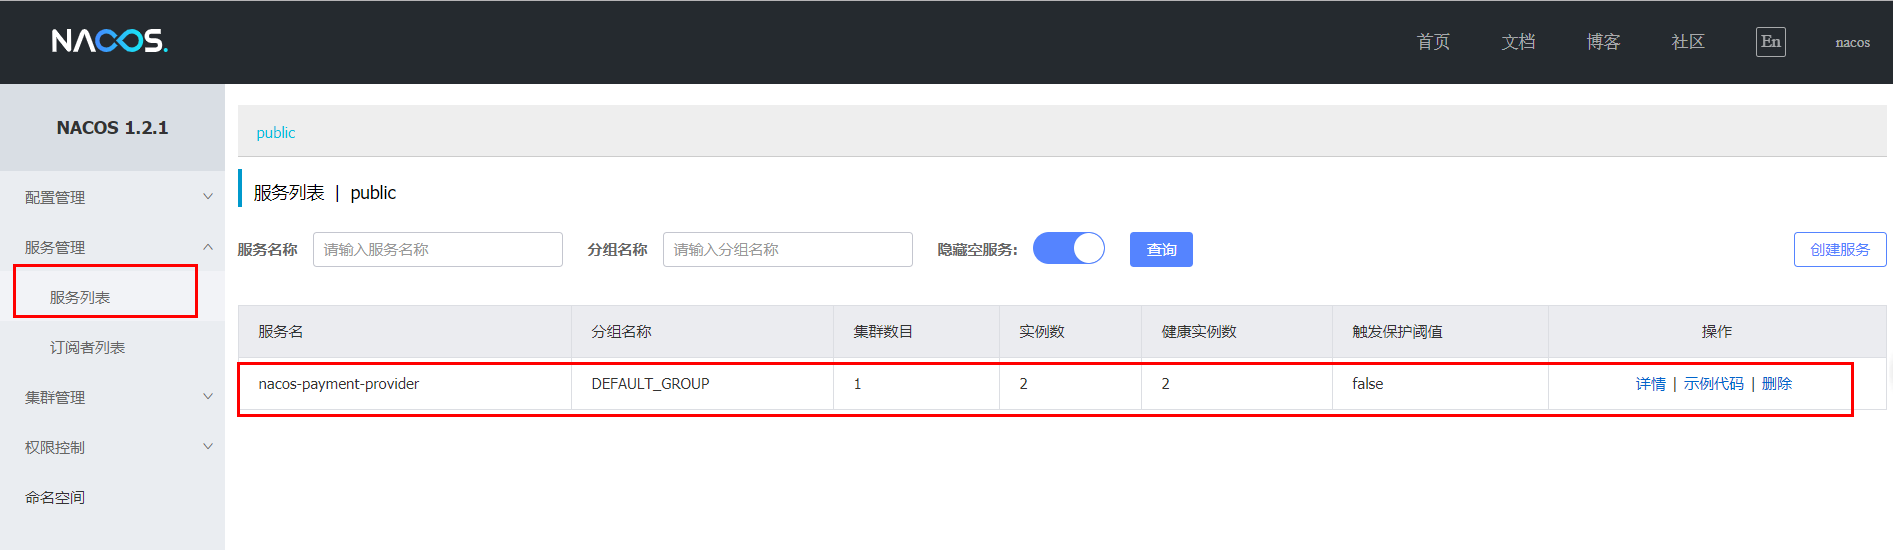 NACOS.
首页 文档 博客 社区 En nacos
NACOS 1.2.1
配置管理
服务管理
服务列表
订阅者列表
集群管理
权限控制
命名空间
public
服务列表 | public
服务名称 请输入服务名称 分组名称 请输入分组名称 隐藏空服务: 查询 创建服务
服务名 分组名称 集群数目 实例数 健康实例数 触发保护阈值 操作
nacos-payment-provider DEFAULT_GROUP 1 2 2 false 详情 | 示例代码 | 删除